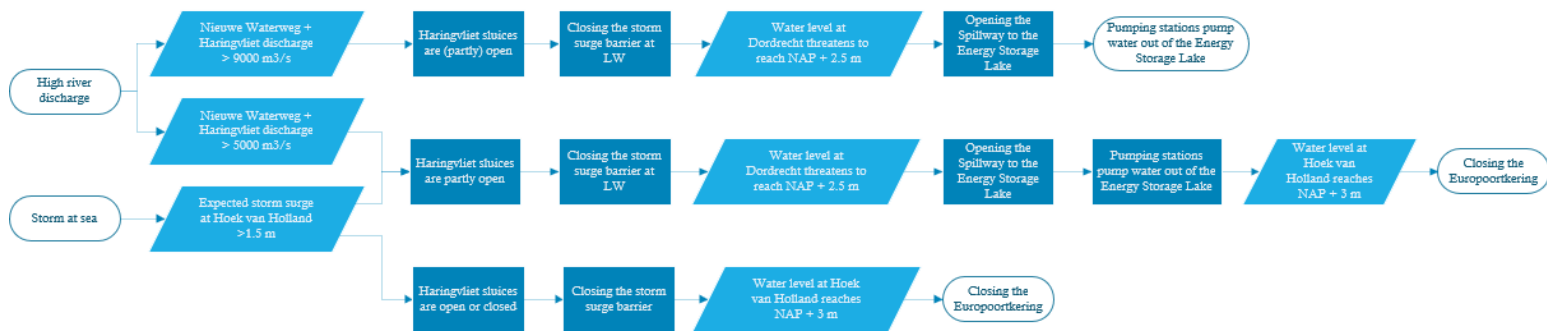 High river
discharge
Nieuwe Waterweg +
Haringvliet discharge
> 9000 m3/s
Haringvliet sluices
are (partly) open
Closing the storm
surge barrier at
LW
Water level at
Dordrecht threatens to
reach NAP + 2.5 m
Opening the
Spillway to the
Energy Storage
Lake
Pumping stations pump
water out of the Energy
Storage Lake
Nieuwe Waterweg +
Haringvliet discharge
> 5000 m3/s
Haringvliet sluices
are partly open
Closing the storm
surge barrier at
LW
Water level at
Dordrecht threatens to
reach NAP + 2.5 m
Opening the
Spillway to the
Energy Storage
Lake
Pumping stations
pump water out of the
Energy Storage Lake
Water level at
Hoek van
Holland reaches
NAP + 3 m
Closing the
Europoortkering
Storm at sea
Expected storm surge
at Hoek van Holland
>1.5 m
Haringvliet sluices
are open or closed
Closing the storm
surge barrier
Water level at Hoek
van Holland reaches
NAP + 3 m
Closing the
Europoortkering